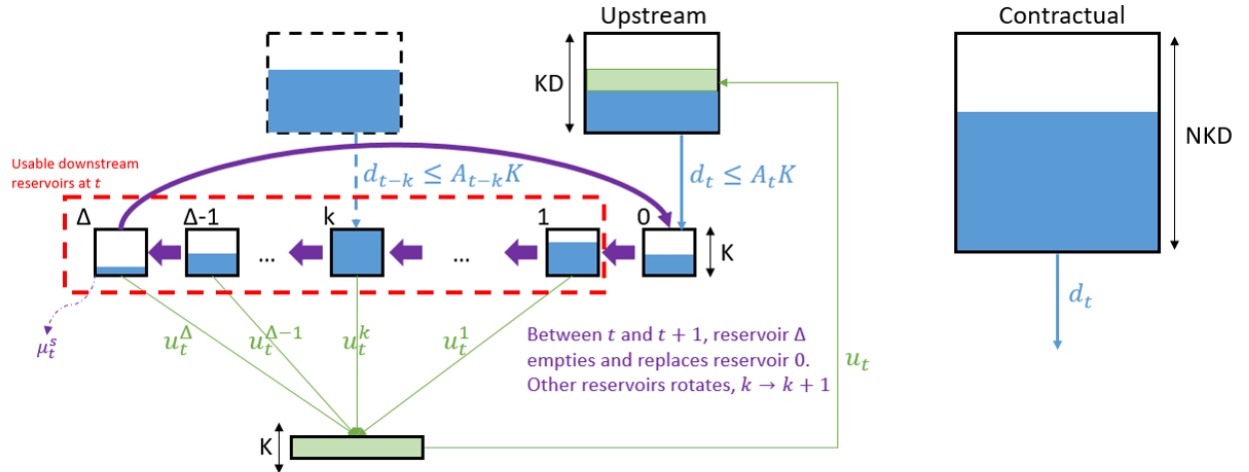 Upstream
Contractual
KD
NKD
Usable downstream
reservoirs at t
d_{t-k} ≤ A_{t-k}K
d_t ≤ A_tK
Δ
Δ-1
k
1
0
...
...
K
d_t
μ_t^s
u_t^Δ
u_t^{Δ-1}
u_t^k
u_t^1
Between t and t + 1, reservoir Δ
empties and replaces reservoir 0.
Other reservoirs rotates, k → k + 1
u_t
K